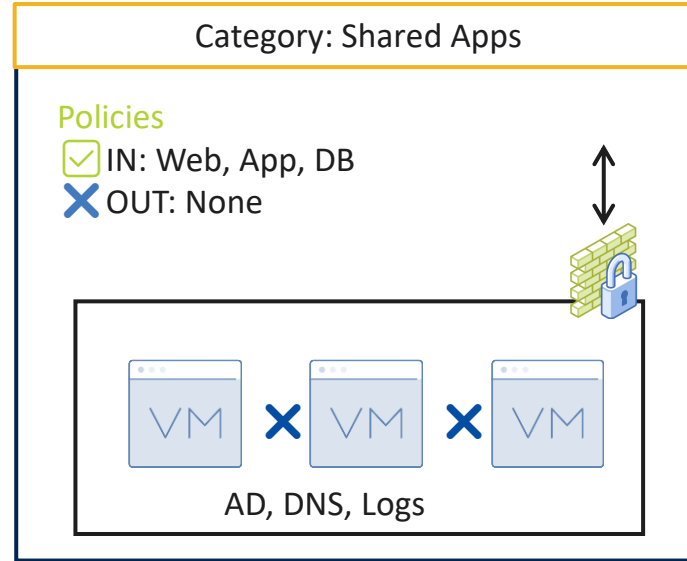 Category: Shared Apps
Policies
IN: Web, App, DB
OUT: None
VM VM VM
AD, DNS, Logs